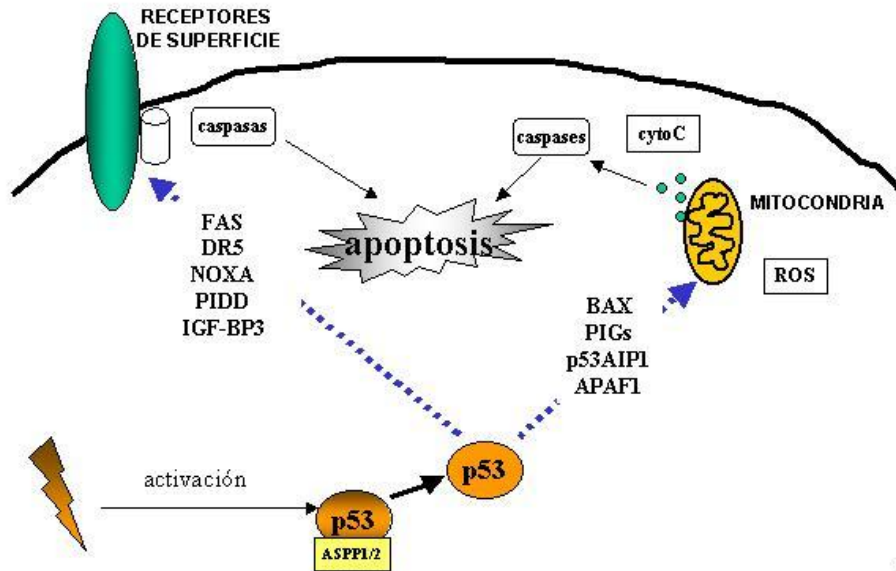 RECEPTORES
DE SUPERFICIE
caspasas
caspases
cytoC
MITOCONDRIA
ROS
apoptosis
FAS
DR5
NOXA
PIDD
IGF-BP3
BAX
PIGs
p53AIP1
APAF1
activación
p53
p53
ASPP1/2